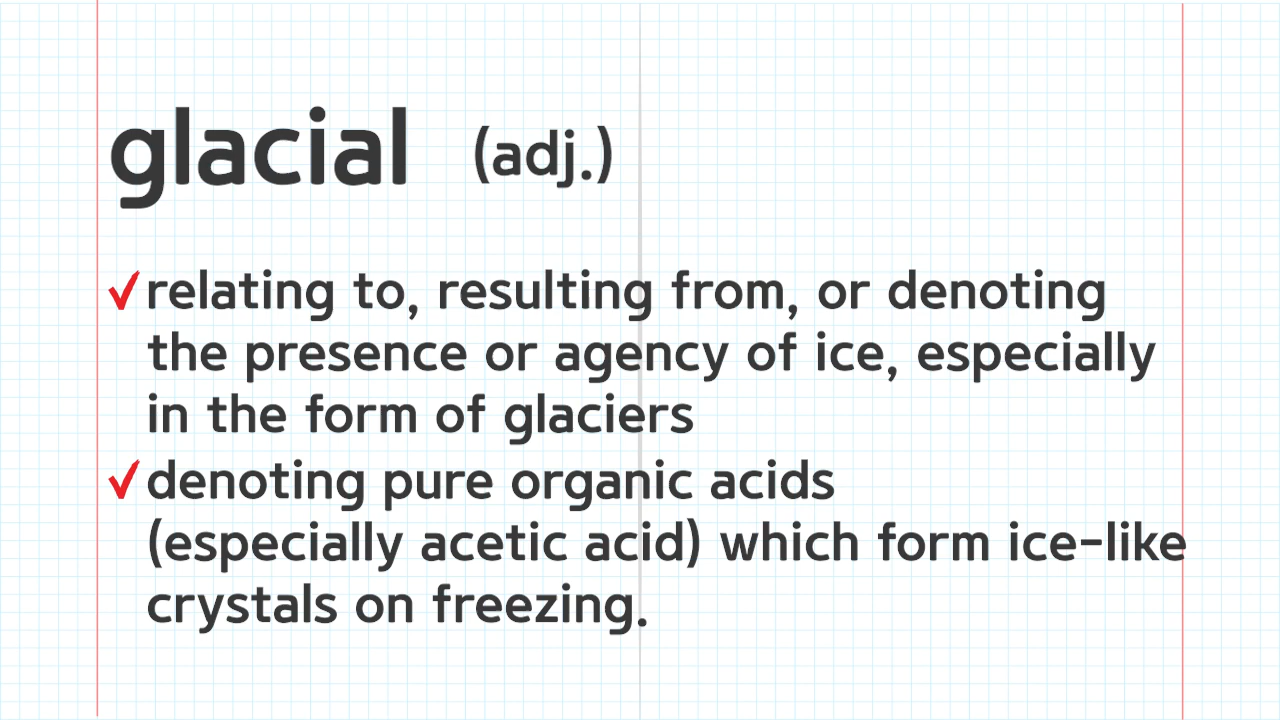 glacial (adj.)
✓relating to, resulting from, or denoting
the presence or agency of ice, especially
in the form of glaciers
✓denoting pure organic acids
(especially acetic acid) which form ice-like
crystals on freezing.